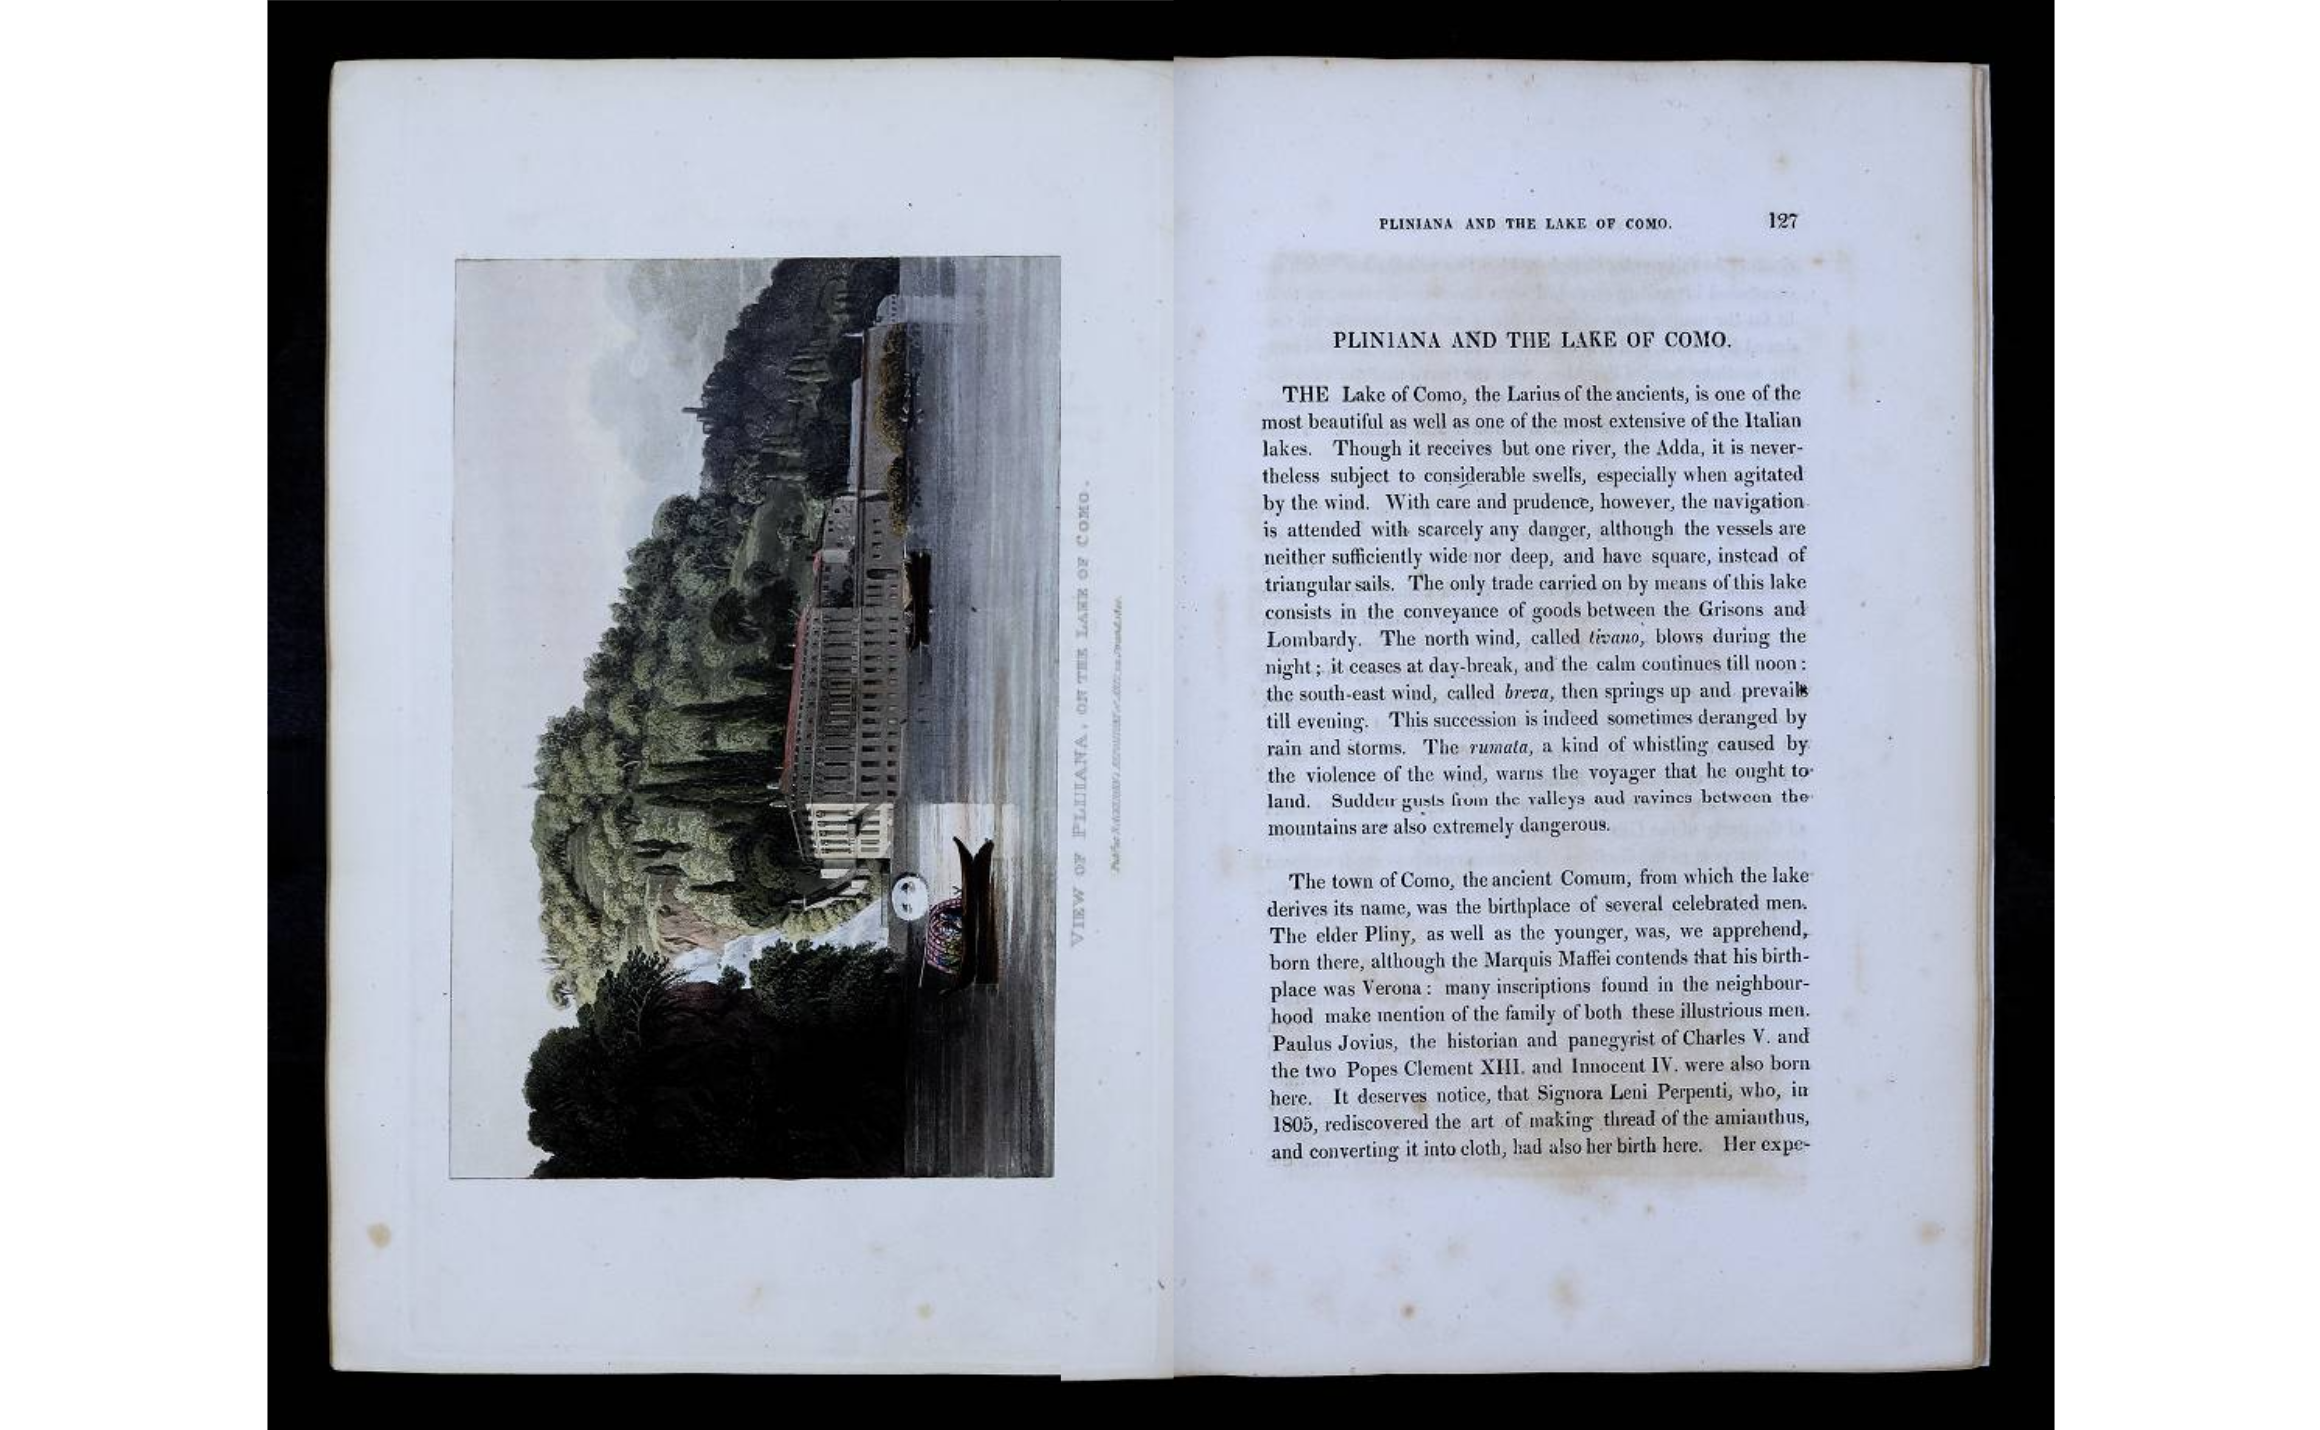 VIEW OF PLINIANA, ON THE LAKE OF COMO.
PLINIANA AND THE LAKE OF COMO. 127
PLINIANA AND THE LAKE OF COMO.
THE Lake of Como, the Larius of the ancients, is one of the
most beautiful as well as one of the most extensive of the Italian
lakes. Though it receives but one river, the Adda, it is never-
theless subject to considerable swells, especially when agitated
by the wind. With care and prudence, however, the navigation
is attended with scarcely any danger, although the vessels are
neither sufficiently wide nor deep, and have square, instead of
triangular sails. The only trade carried on by means of this lake
consists in the conveyance of goods between the Grisons and
Lombardy. The north wind, called tivano, blows during the
night; it ceases at day-break, and the calm continues till noon:
the south-east wind, called breva, then springs up and prevails
till evening. This succession is indeed sometimes deranged by
rain and storms. The rumata, a kind of whistling caused by
the violence of the wind, warns the voyager that he ought to
land. Sudden gusts from the valleys and ravines between the
mountains are also extremely dangerous.
The town of Como, the ancient Comum, from which the lake
derives its name, was the birthplace of several celebrated men.
The elder Pliny, as well as the younger, was, we apprehend,
born there, although the Marquis Maffei contends that his birth-
place was Verona: many inscriptions found in the neighbour-
hood make mention of the family of both these illustrious men.
Paulus Jovius, the historian and panegyrist of Charles V. and
the two Popes Clement XIII. and Innocent IV. were also born
here. It deserves notice, that Signora Leni Perpenti, who, in
1805, rediscovered the art of making thread of the amianthus,
and converting it into cloth, had also her birth here. Her expe-